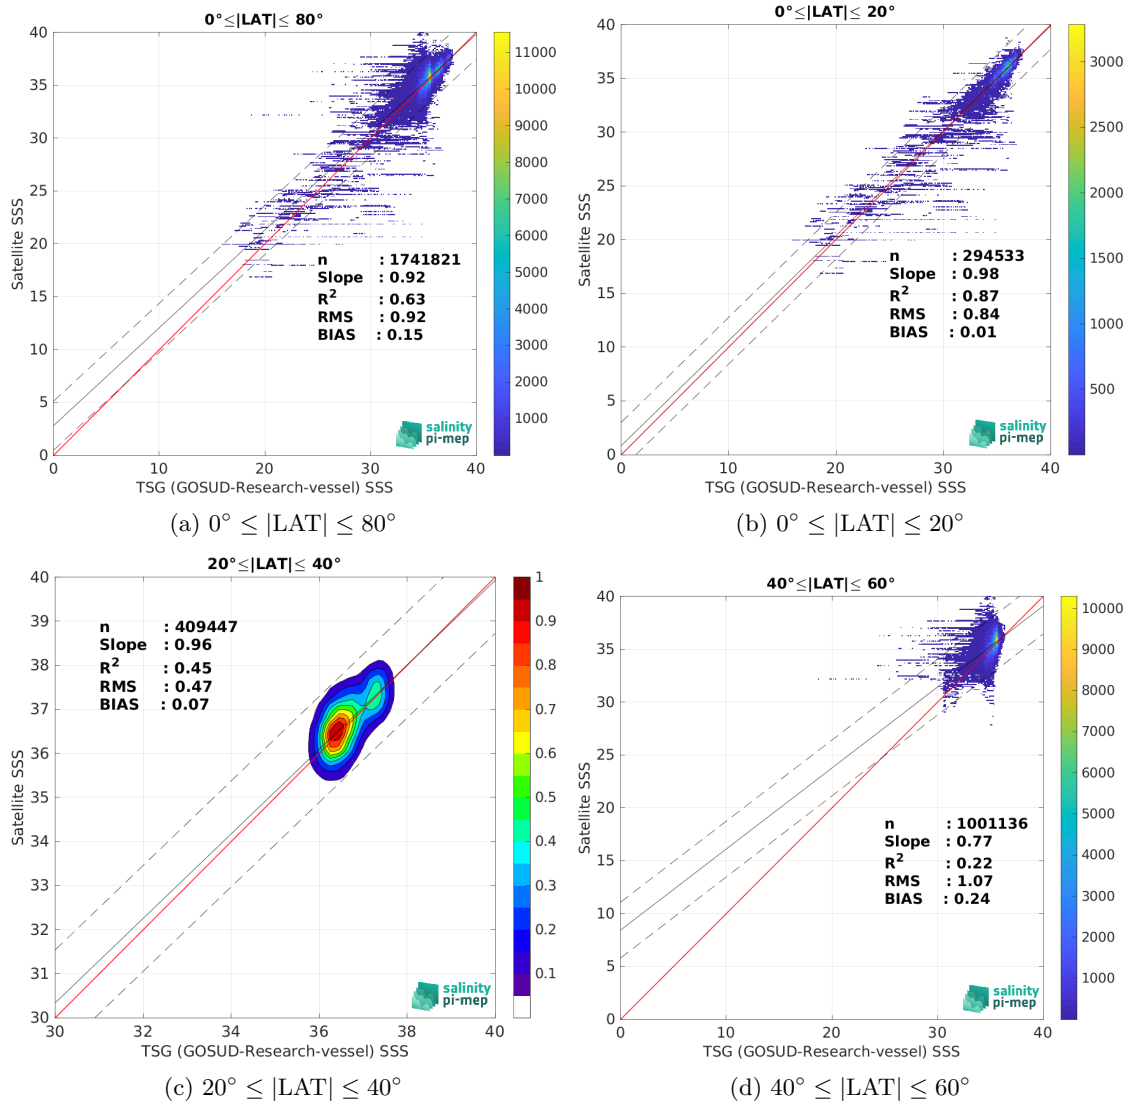 0°≤|LAT|≤ 80°
40
35
30
25
20
15
10
5
0
Satellite SSS
n : 1741821
Slope : 0.92
R² : 0.63
RMS : 0.92
BIAS : 0.15
salinity
pi-mep
0 10 20 30 40
TSG (GOSUD-Research-vessel) SSS
11000
10000
9000
8000
7000
6000
5000
4000
3000
2000
1000
(a) 0° ≤ |LAT| ≤ 80°
0°≤|LAT|≤ 20°
40
35
30
25
20
15
10
5
0
Satellite SSS
n : 294533
Slope : 0.98
R² : 0.87
RMS : 0.84
BIAS : 0.01
salinity
pi-mep
0 10 20 30 40
TSG (GOSUD-Research-vessel) SSS
3000
2500
2000
1500
1000
500
(b) 0° ≤ |LAT| ≤ 20°
20°≤|LAT|≤ 40°
40
39
38
37
36
35
34
33
32
31
30
Satellite SSS
n : 409447
Slope : 0.96
R² : 0.45
RMS : 0.47
BIAS : 0.07
salinity
pi-mep
30 32 34 36 38 40
TSG (GOSUD-Research-vessel) SSS
1
0.9
0.8
0.7
0.6
0.5
0.4
0.3
0.2
0.1
(c) 20° ≤ |LAT| ≤ 40°
40°≤|LAT|≤ 60°
40
35
30
25
20
15
10
5
0
Satellite SSS
n : 1001136
Slope : 0.77
R² : 0.22
RMS : 1.07
BIAS : 0.24
salinity
pi-mep
0 10 20 30 40
TSG (GOSUD-Research-vessel) SSS
10000
9000
8000
7000
6000
5000
4000
3000
2000
1000
(d) 40° ≤ |LAT| ≤ 60°